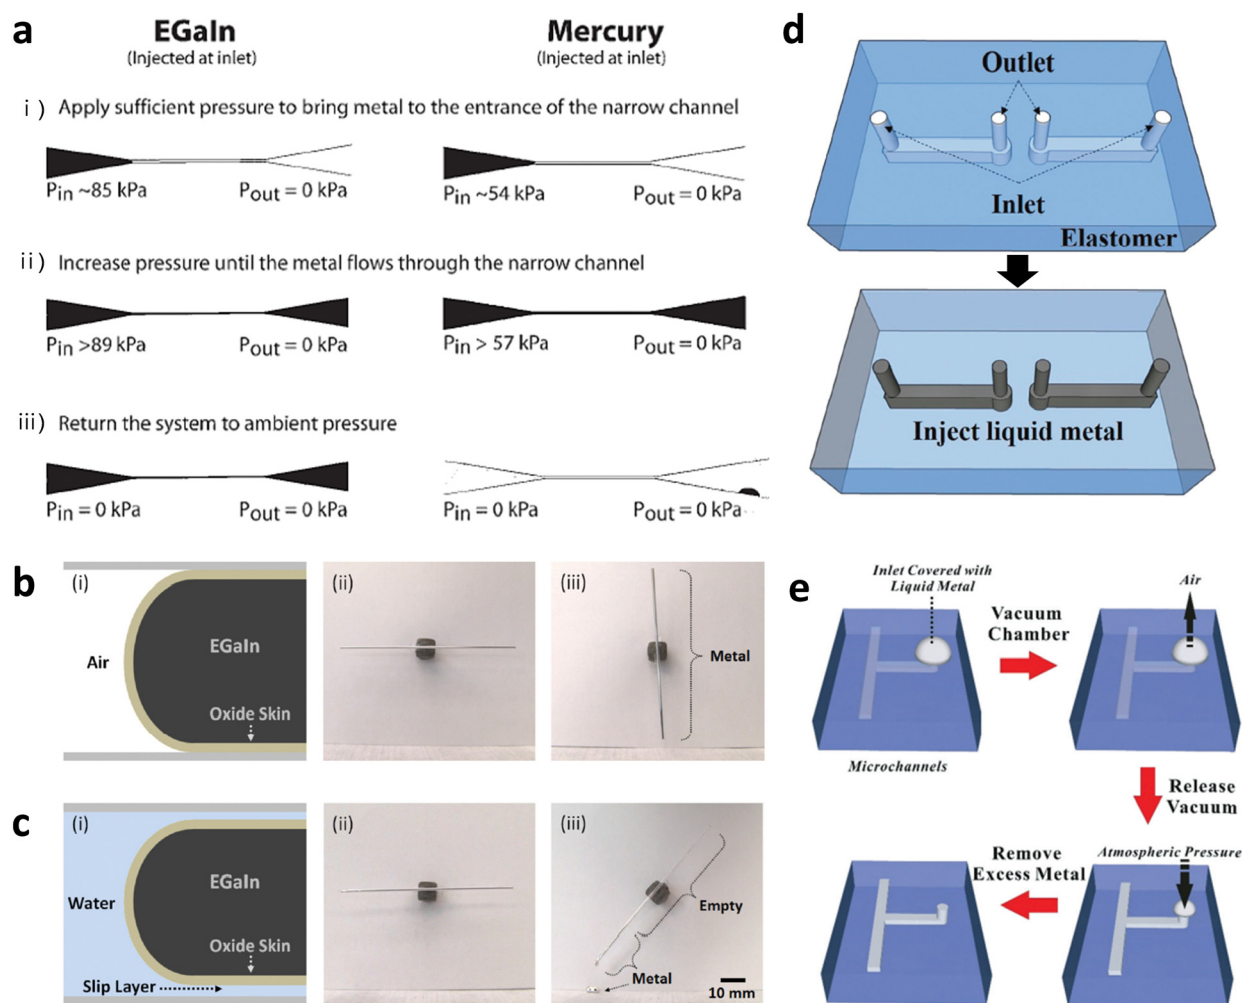 a
EGaIn
(Injected at inlet)
Mercury
(Injected at inlet)
i) Apply sufficient pressure to bring metal to the entrance of the narrow channel
Pin ~85 kPa
Pout = 0 kPa
Pin ~54 kPa
Pout = 0 kPa
ii) Increase pressure until the metal flows through the narrow channel
Pin >89 kPa
Pout = 0 kPa
Pin > 57 kPa
Pout = 0 kPa
iii) Return the system to ambient pressure
Pin = 0 kPa
Pout = 0 kPa
Pin = 0 kPa
Pout = 0 kPa
b
(i)
Air
EGaIn
Oxide Skin
(ii)
(iii)
Metal
c
(i)
Water
EGaIn
Oxide Skin
Slip Layer
(ii)
(iii)
Empty
Metal
10 mm
d
Outlet
Inlet
Elastomer
Inject liquid metal
e
Inlet Covered with
Liquid Metal
Microchannels
Vacuum
Chamber
Air
Release
Vacuum
Atmospheric Pressure
Remove
Excess Metal